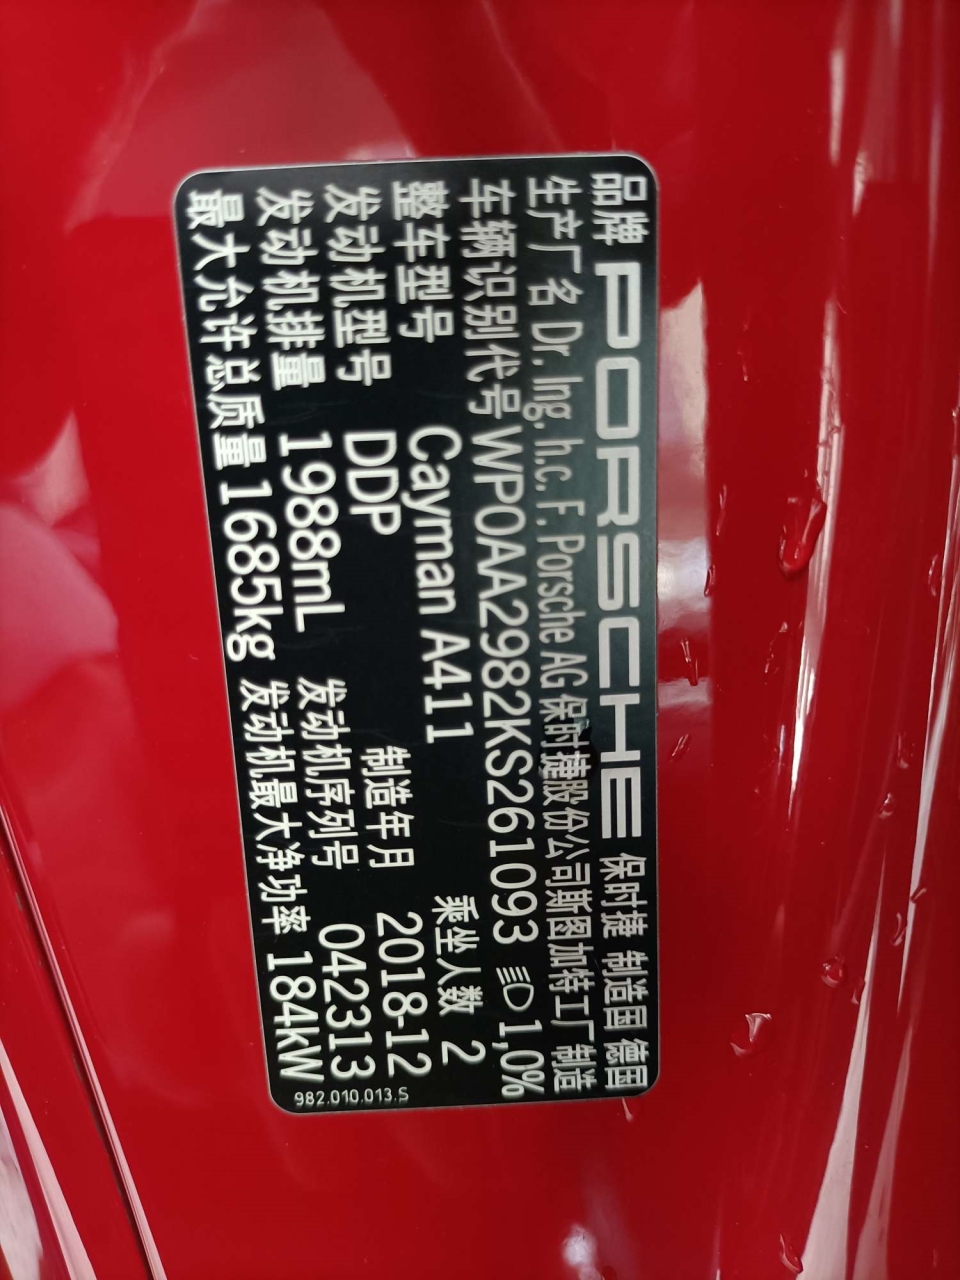 品牌 PORSCHE 保时捷 制造国 德国
生产厂名 Dr. Ing. h.c. F. Porsche AG 保时捷股份公司斯图加特工厂制造
车辆识别代号 WP0AA2982KS261093 1,0%
整车型号 Cayman A411 乘坐人数 2
发动机型号 DDP 制造年月 2018-12
发动机排量 1988mL 发动机序列号 042313
最大允许总质量 1685kg 发动机最大净功率 184kW
982.010.013.S